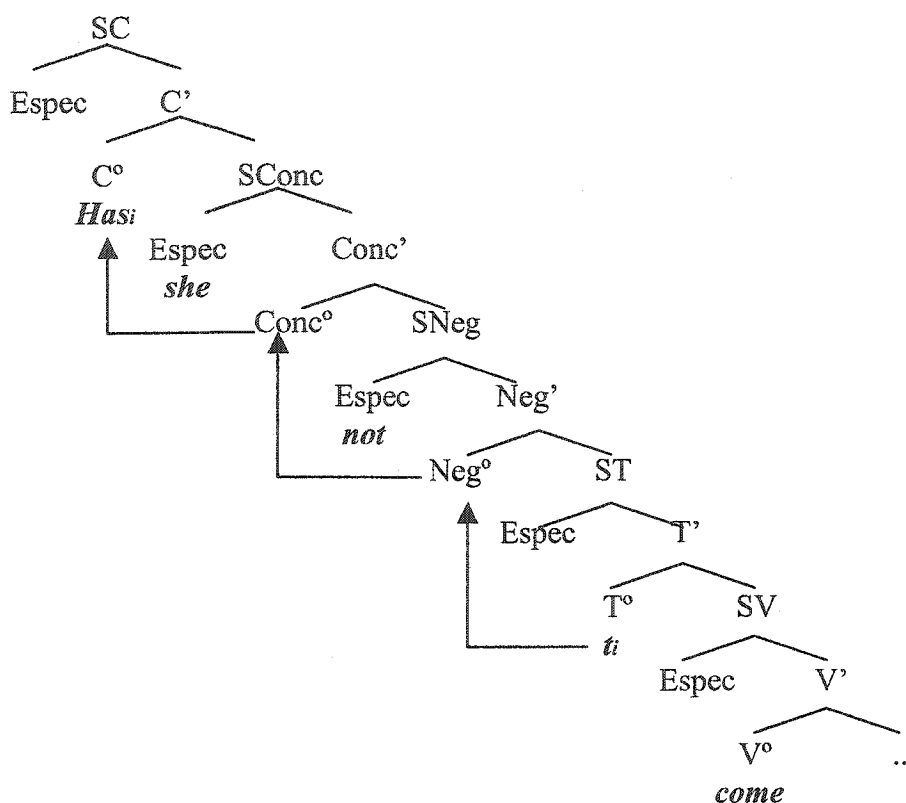 SC
Espec C’
Cº SConc
Hasi
Espec Conc’
she
Concº SNeg
Espec Neg’
not
Negº ST
Espec T’
Tº SV
ti
Espec V’
Vº ..
come